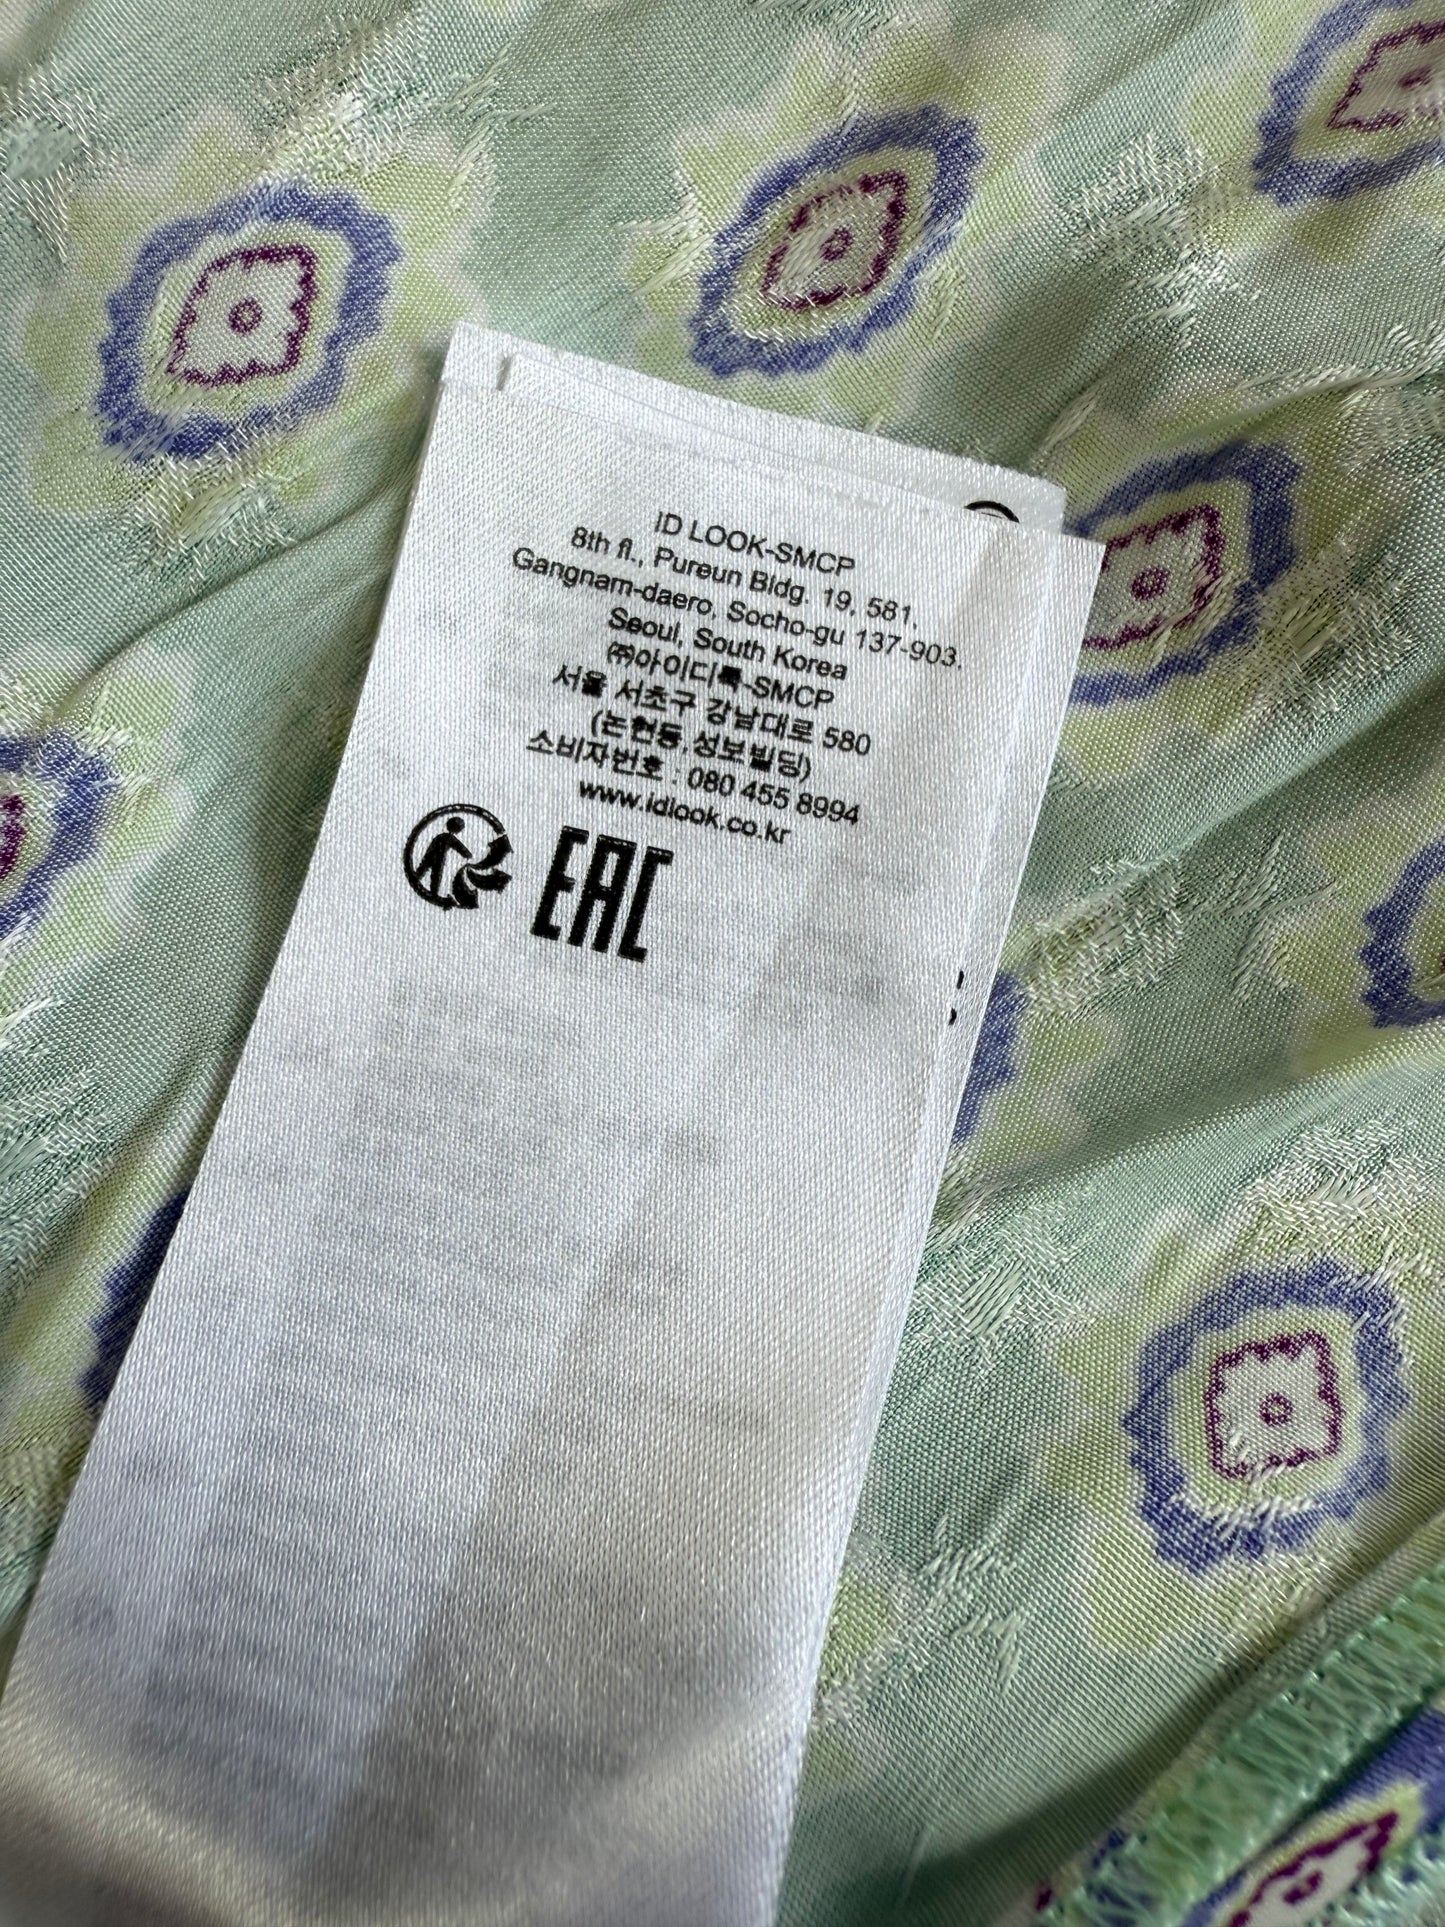 ID LOOK-SMCP
8th fl., Pureun Bldg. 19, 581,
Gangnam-daero, Socho-gu 137-903.
Seoul, South Korea
㈜아이디룩-SMCP
서울 서초구 강남대로 580
(논현동,성보빌딩)
소비자번호 : 080 455 8994
www.idlook.co.kr
EAC